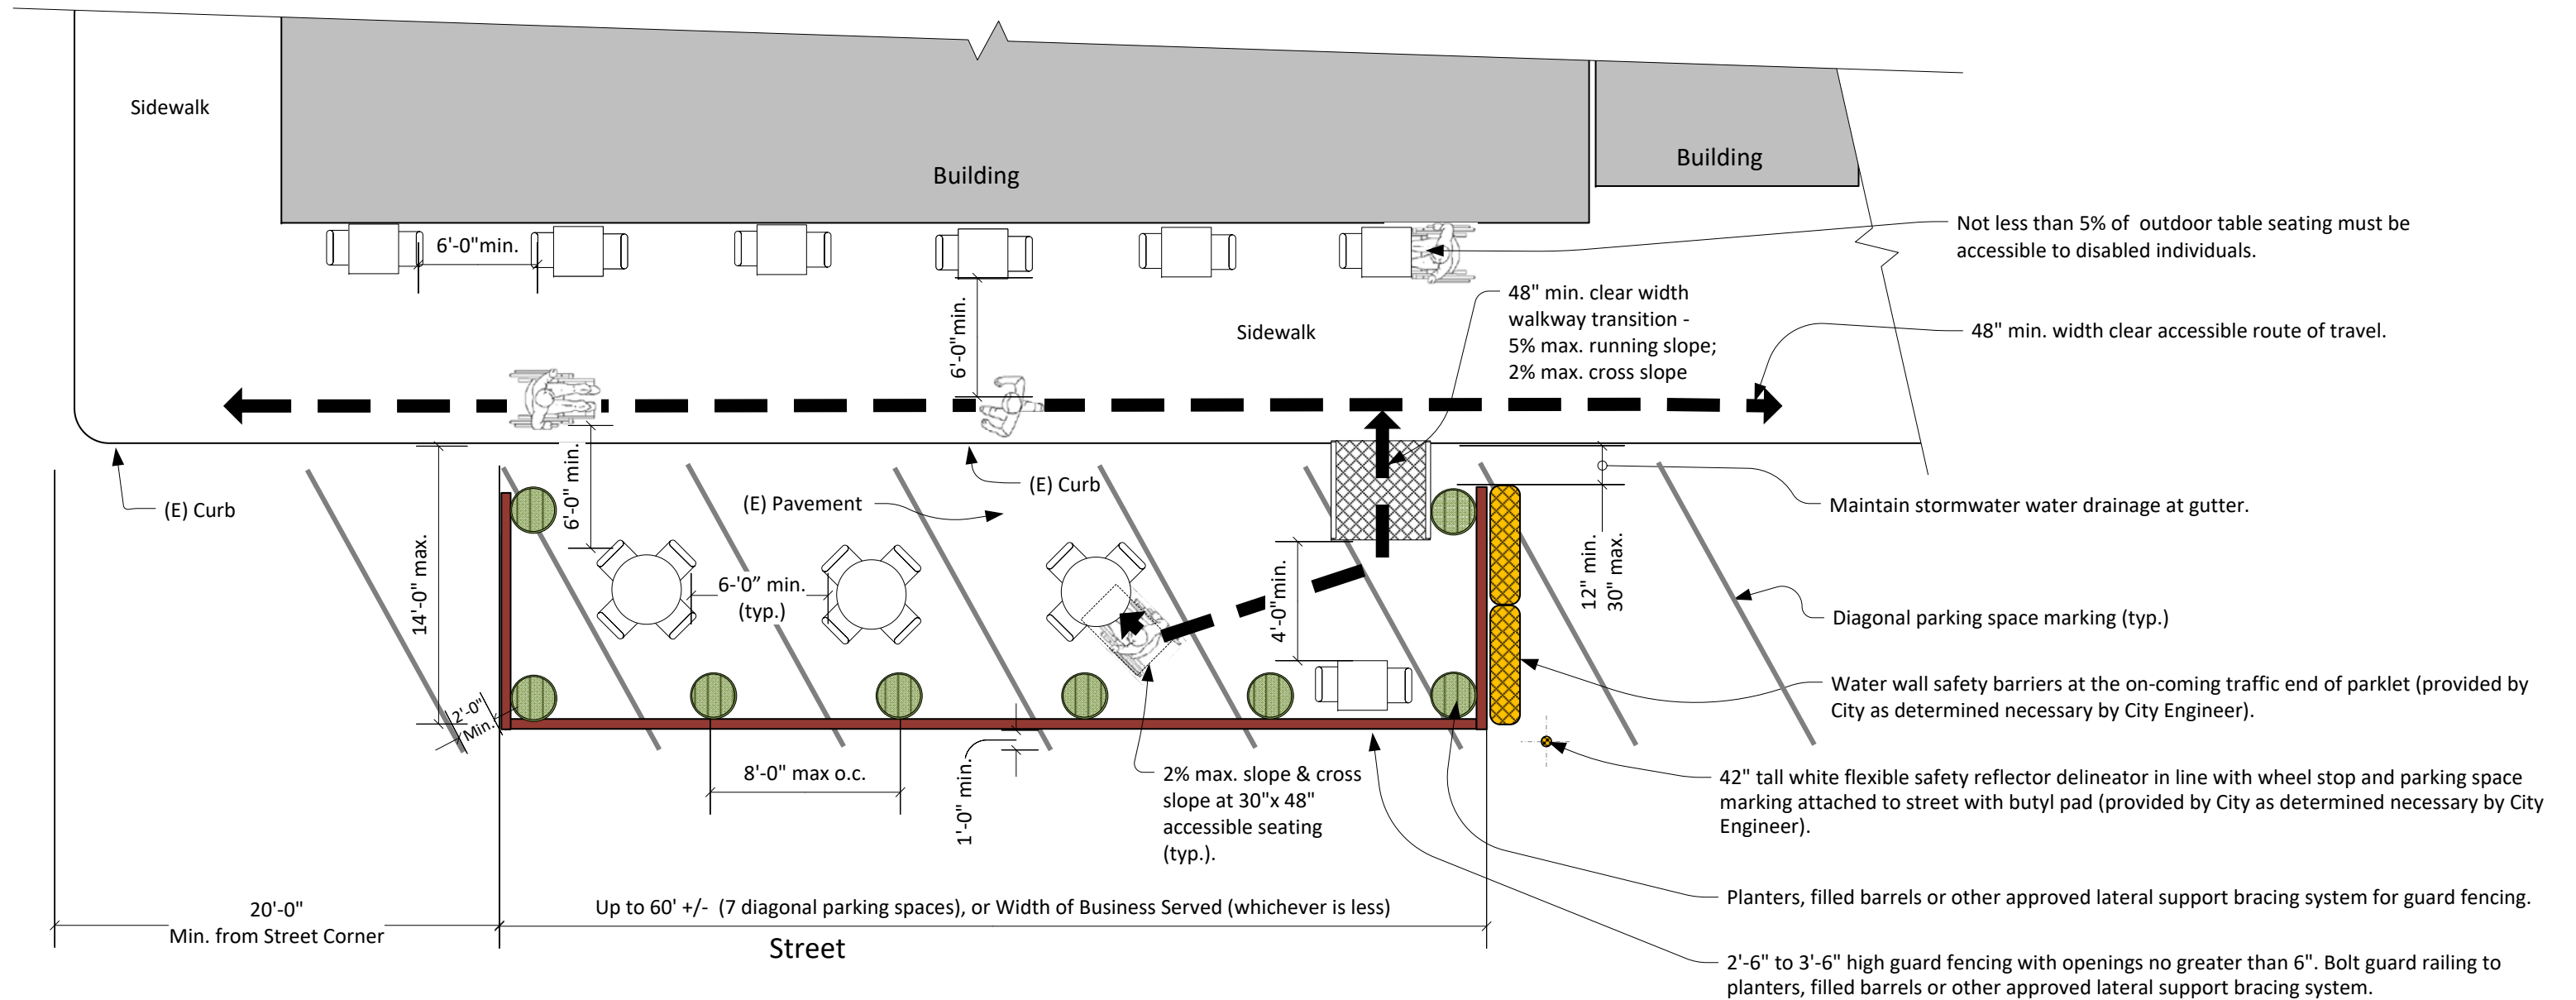 Sidewalk
Building
Building
6'-0"min.
Not less than 5% of outdoor table seating must be
accessible to disabled individuals.
6'-0"min.
Sidewalk
48" min. clear width
walkway transition -
5% max. running slope;
2% max. cross slope
48" min. width clear accessible route of travel.
(E) Curb
14'-0" max.
6'-0" min.
(E) Pavement
(E) Curb
Maintain stormwater water drainage at gutter.
12" min.
30" max.
6-'0” min.
(typ.)
4'-0"min.
Diagonal parking space marking (typ.)
2'-0"
Min.
Water wall safety barriers at the on-coming traffic end of parklet (provided by
City as determined necessary by City Engineer).
8'-0" max o.c.
1'-0" min.
2% max. slope & cross
slope at 30"x 48"
accessible seating
(typ.).
42" tall white flexible safety reflector delineator in line with wheel stop and parking space
marking attached to street with butyl pad (provided by City as determined necessary by City
Engineer).
Planters, filled barrels or other approved lateral support bracing system for guard fencing.
20'-0"
Min. from Street Corner
Up to 60' +/- (7 diagonal parking spaces), or Width of Business Served (whichever is less)
Street
2'-6" to 3'-6" high guard fencing with openings no greater than 6". Bolt guard railing to
planters, filled barrels or other approved lateral support bracing system.